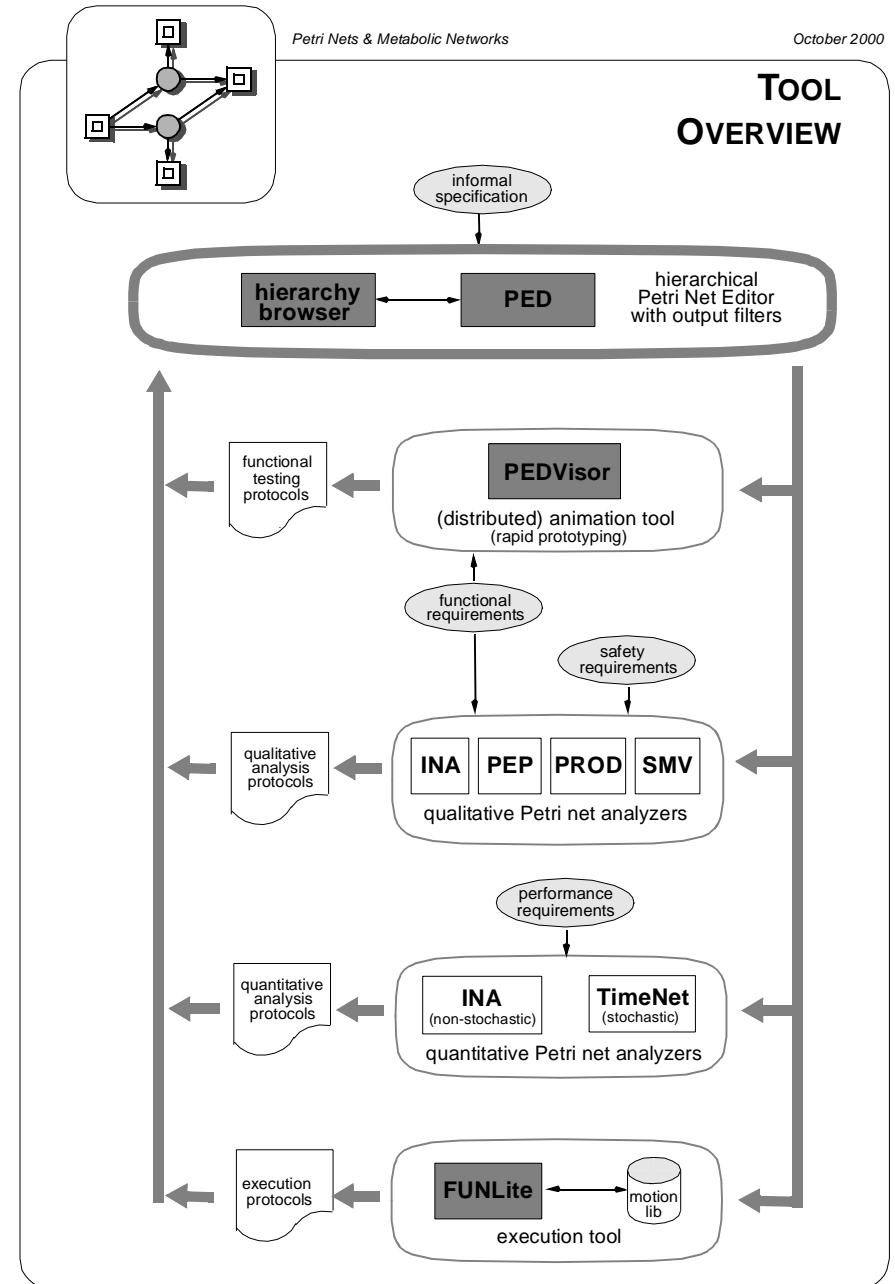 Petri Nets & Metabolic Networks
October 2000
TOOL
OVERVIEW
informal
specification
hierarchy
browser
PED
hierarchical
Petri Net Editor
with output filters
functional
testing
protocols
PEDVisor
(distributed) animation tool
(rapid prototyping)
functional
requirements
safety
requirements
qualitative
analysis
protocols
INA
PEP
PROD
SMV
qualitative Petri net analyzers
performance
requirements
quantitative
analysis
protocols
INA
(non-stochastic)
TimeNet
(stochastic)
quantitative Petri net analyzers
execution
protocols
FUNLite
motion
lib
execution tool